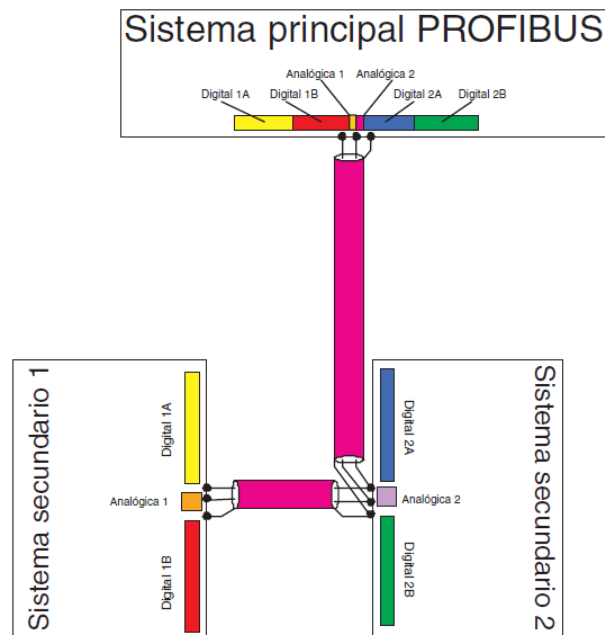 Sistema principal PROFIBUS
Analógica 1 Analógica 2
Digital 1A Digital 1B Digital 2A Digital 2B
Sistema secundario 1
Digital 1A
Analógica 1
Digital 1B
Digital 2A
Analógica 2
Digital 2B
Sistema secundario 2